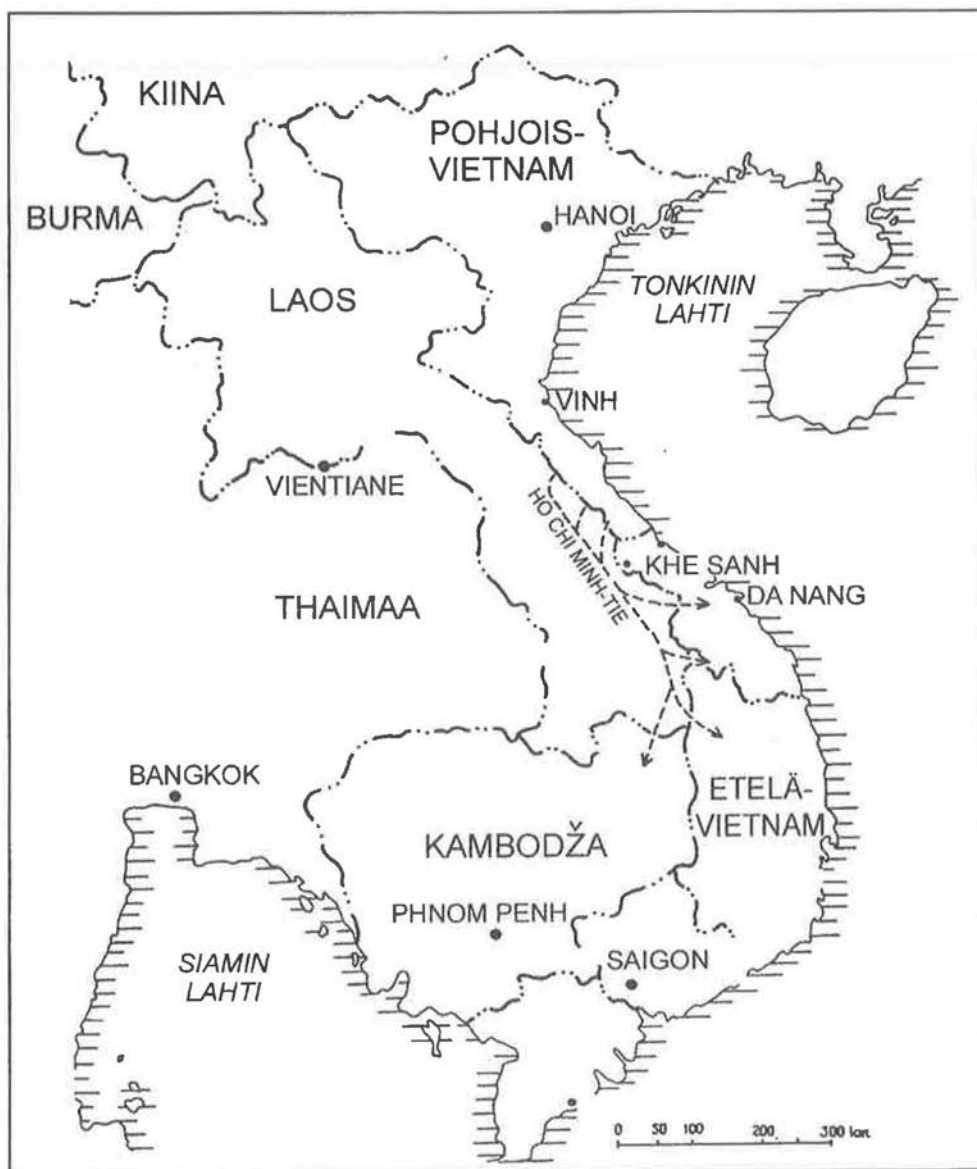 KIINA
POHJOIS-
VIETNAM
BURMA
HANOI
LAOS
TONKININ
LAHTI
VINH
VIENTIANE
HO CHI MINH-TIE
KHE SANH
DA NANG
THAIMAA
BANGKOK
ETELÄ-
VIETNAM
KAMBODŽA
PHNOM PENH
SAIGON
SIAMIN
LAHTI
0 50 100 200 300 km.